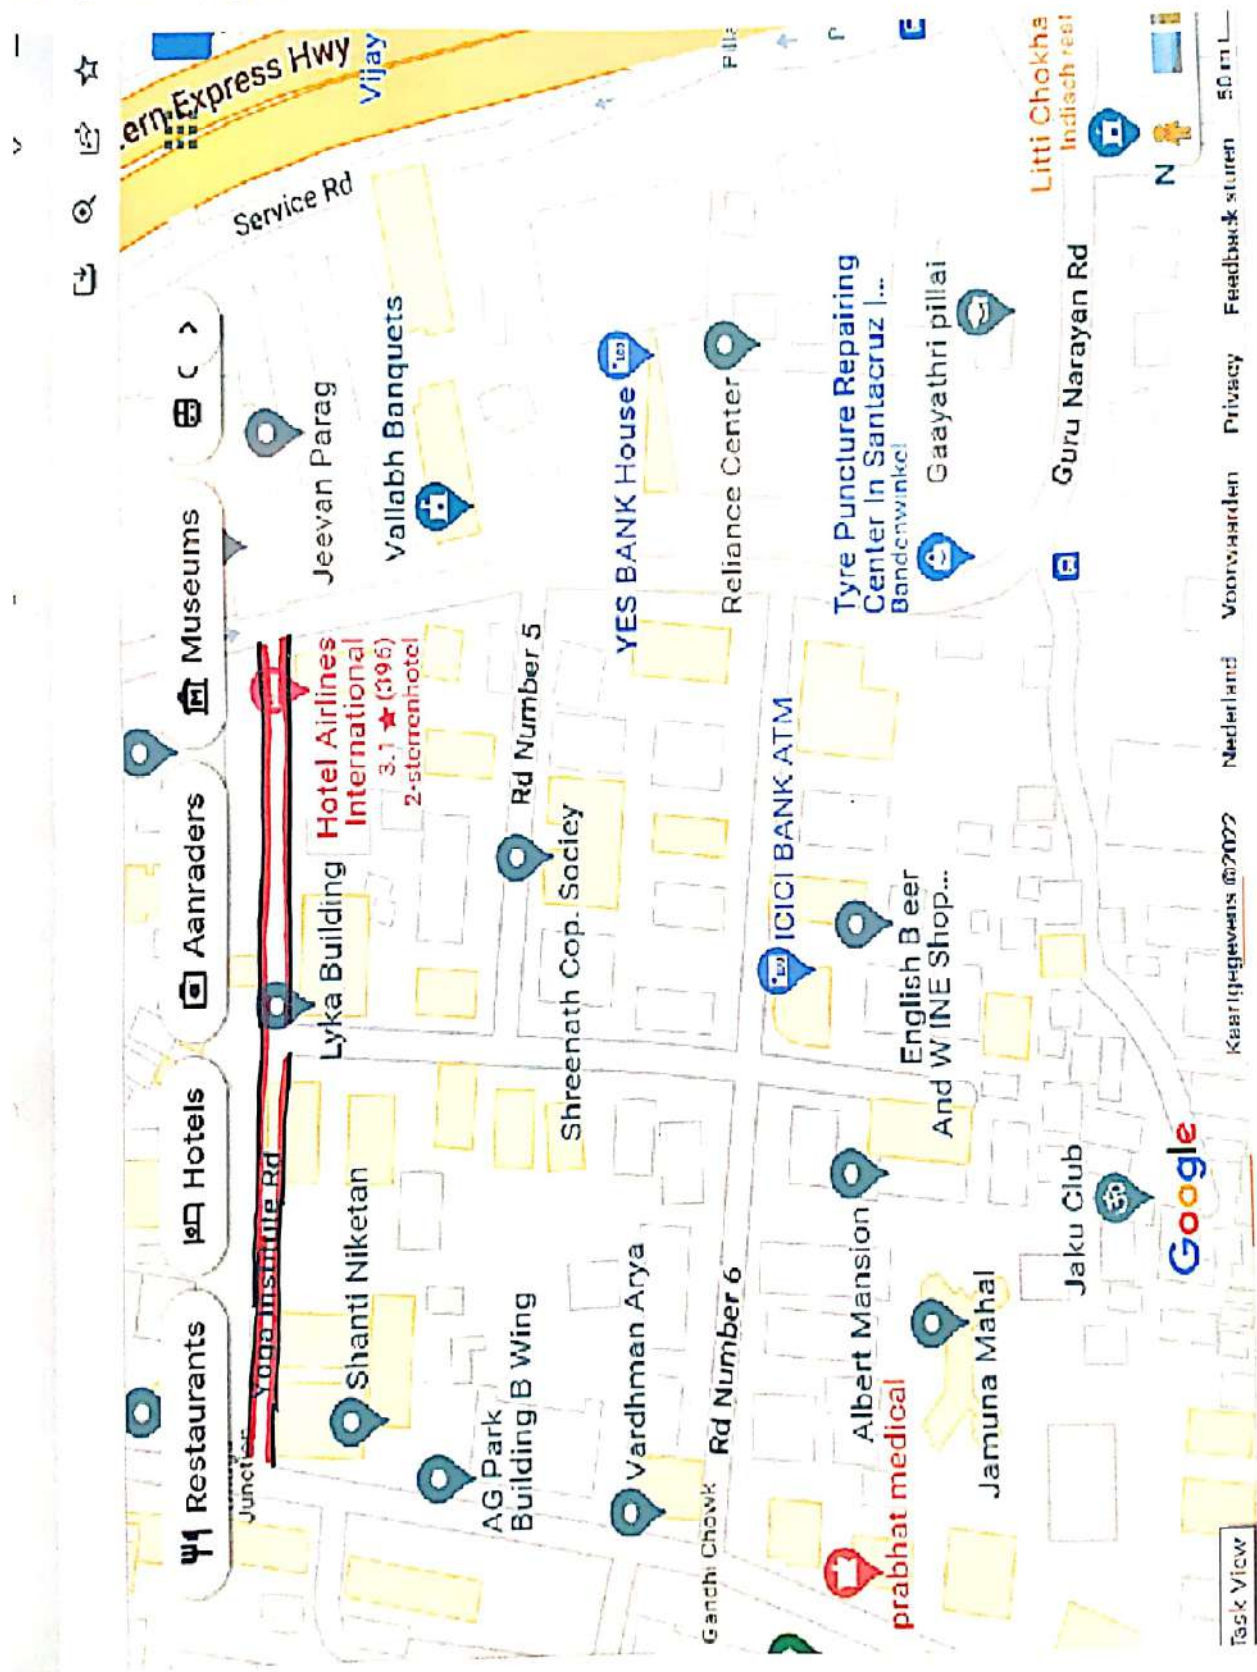 Restaurants
Hotels
Aanraders
Museums
ern Express Hwy
Vijay
Service Rd
Junction
Yoga Institute Rd
Jeevan Parag
Vallabh Banquets
Hotel Airlines
International
3.1 ★ (396)
2-sterrenhotel
Lyka Building
Shanti Niketan
AG Park
Building B Wing
Rd Number 5
Shreenath Cop. Sociey
YES BANK House
Reliance Center
Vardhman Arya
Gandhi Chowk
Rd Number 6
ICICI BANK ATM
Tyre Puncture Repairing
Center In Santacruz |...
Bandenwinkel
Gaayathri pillai
Albert Mansion
prabhat medical
English B eer
And WINE Shop...
Jamuna Mahal
Jaku Club
Guru Narayan Rd
Litti Chokha
Indisch rest
N
Google
Task View
Kaartgegevens ©2022
Nederland
Voorwaarden
Privacy
Feedback sturen
50 m